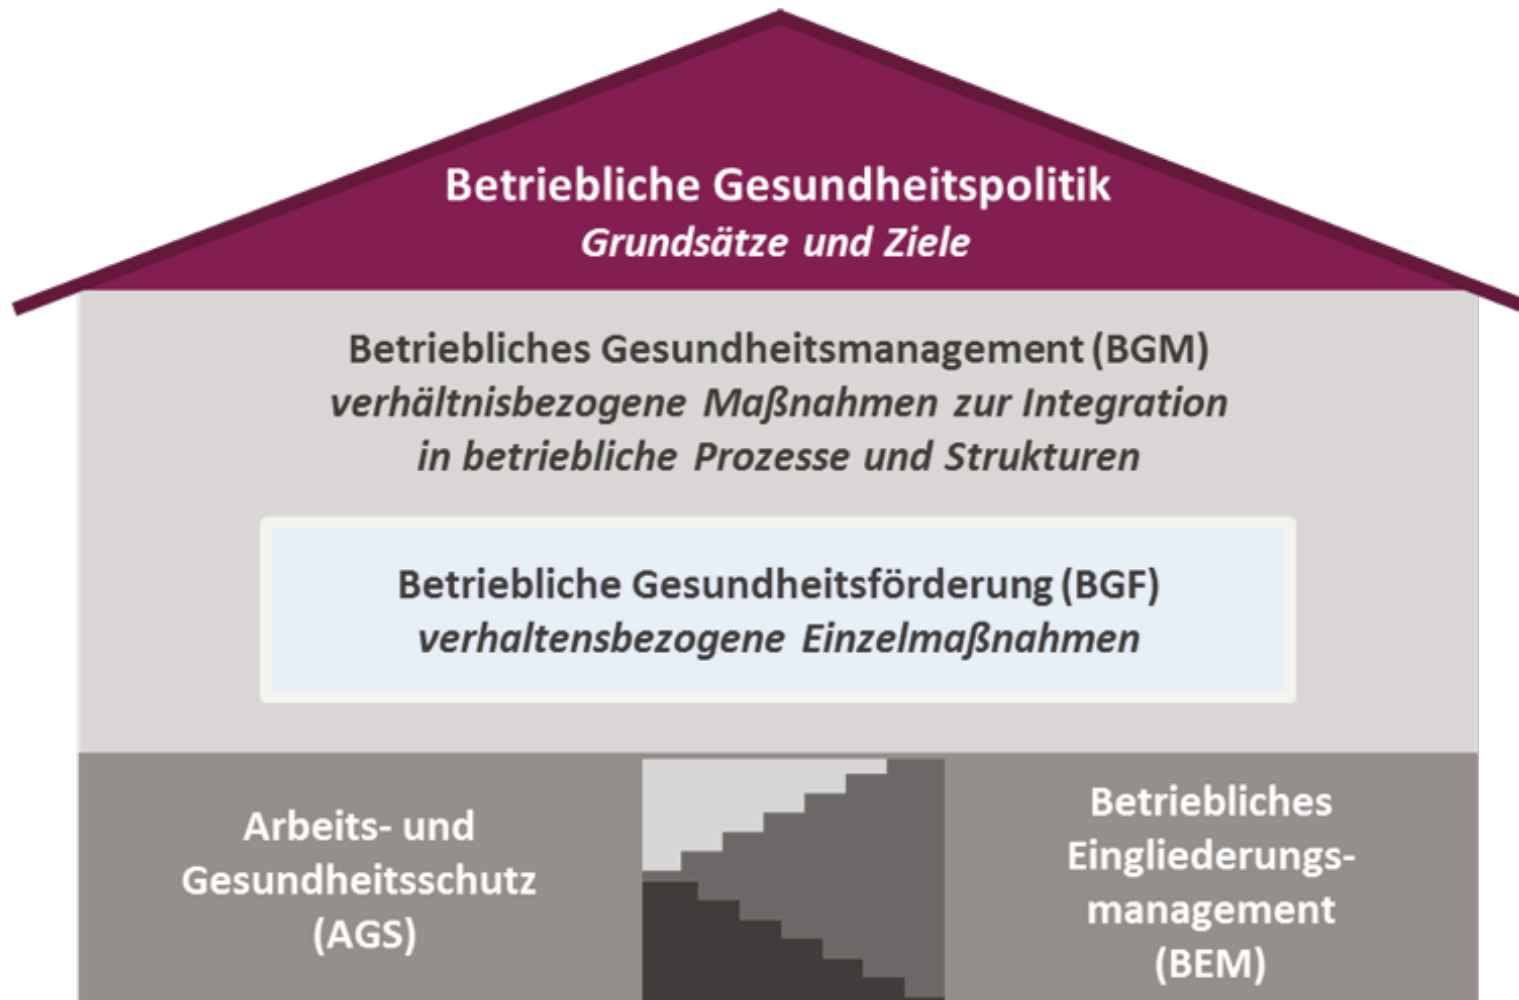 Betriebliche Gesundheitspolitik
Grundsätze und Ziele
Betriebliches Gesundheitsmanagement (BGM)
verhältnisbezogene Maßnahmen zur Integration
in betriebliche Prozesse und Strukturen
Betriebliche Gesundheitsförderung (BGF)
verhaltensbezogene Einzelmaßnahmen
Arbeits- und
Gesundheitsschutz
(AGS)
Betriebliches
Eingliederungs-
management
(BEM)